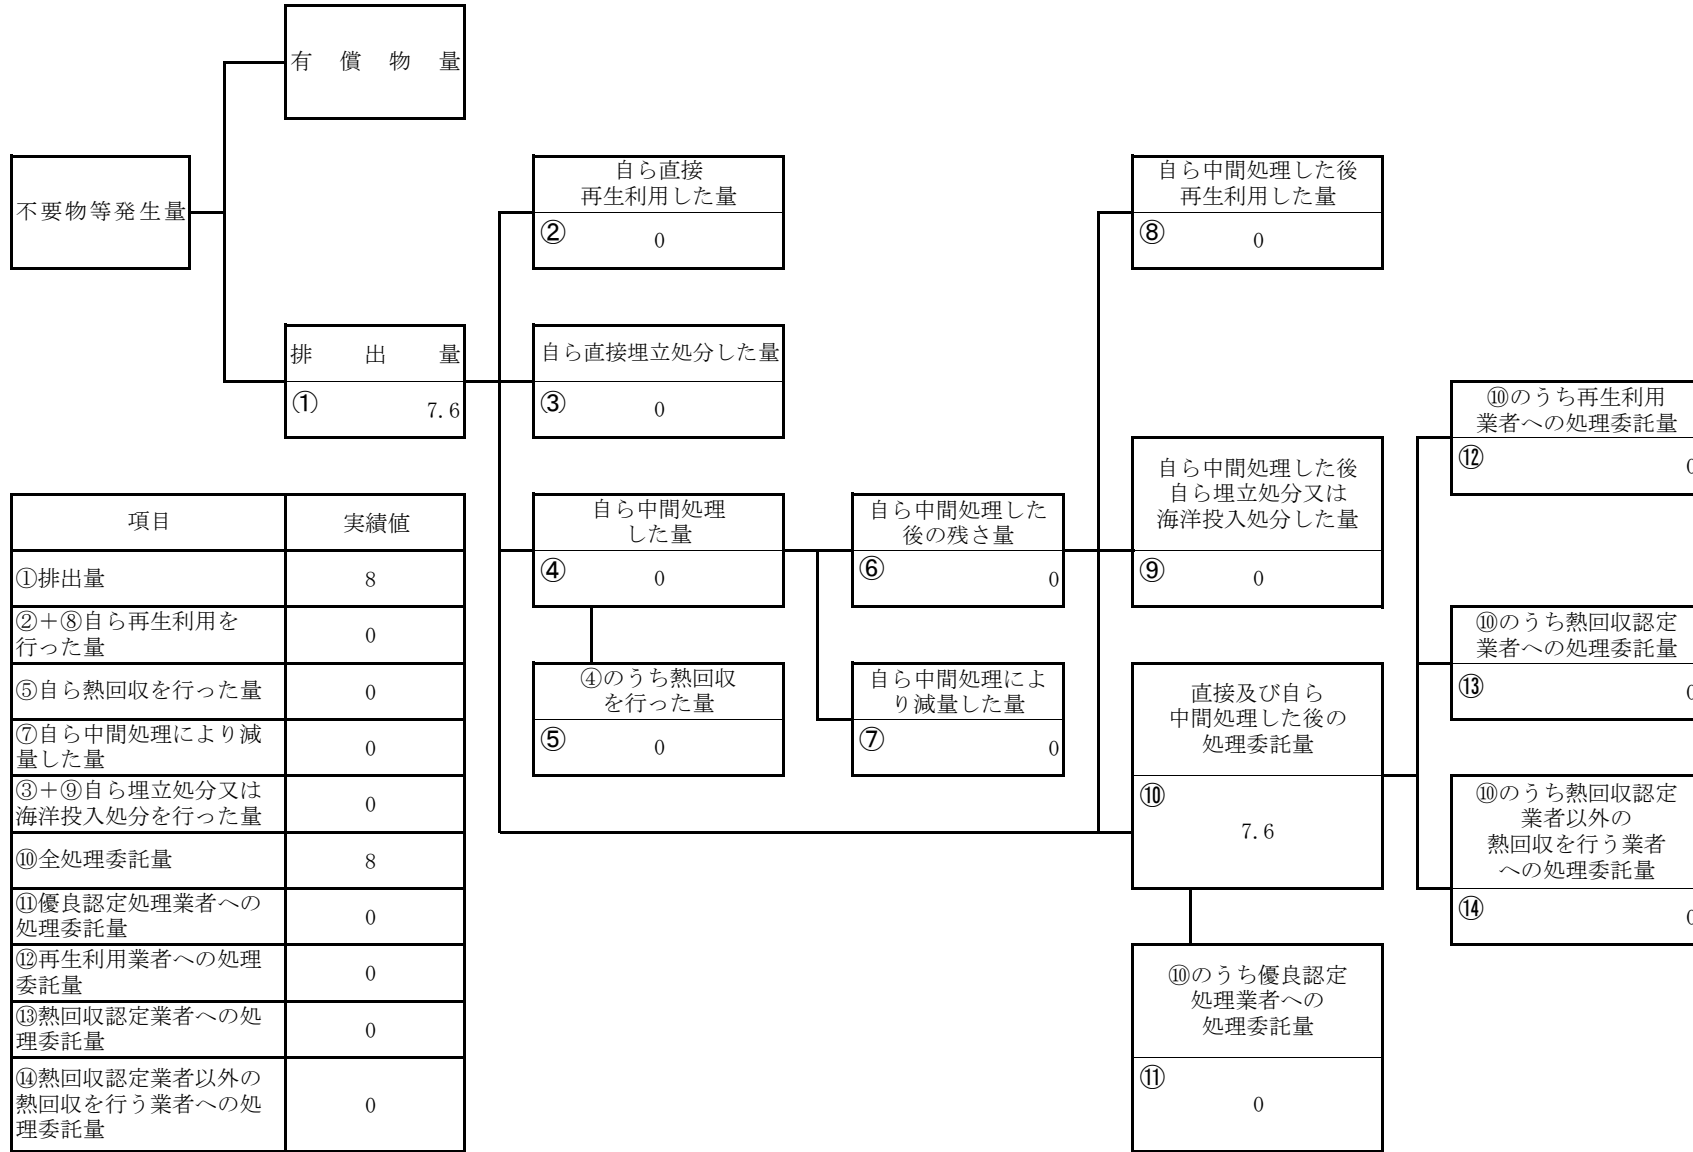 有償物量
不要物等発生量
自ら直接
再生利用した量
② 0
自ら中間処理した後
再生利用した量
⑧ 0
排出量
① 7.6
自ら直接埋立処分した量
③ 0
⑩のうち再生利用
業者への処理委託量
⑫ 0
自ら中間処理した後
自ら埋立処分又は
海洋投入処分した量
⑨ 0
自ら中間処理
した量
④ 0
自ら中間処理した
後の残さ量
⑥ 0
⑩のうち熱回収認定
業者への処理委託量
⑬ 0
④のうち熱回収
を行った量
⑤ 0
自ら中間処理によ
り減量した量
⑦ 0
直接及び自ら
中間処理した後の
処理委託量
⑩
7.6
⑩のうち熱回収認定
業者以外の
熱回収を行う業者
への処理委託量
⑭ 0
⑩のうち優良認定
処理業者への
処理委託量
⑪
0
項目 実績値
①排出量 8
②＋⑧自ら再生利用を
行った量 0
⑤自ら熱回収を行った量 0
⑦自ら中間処理により減
量した量 0
③＋⑨自ら埋立処分又は
海洋投入処分を行った量 0
⑩全処理委託量 8
⑪優良認定処理業者への
処理委託量 0
⑫再生利用業者への処理
委託量 0
⑬熱回収認定業者への処
理委託量 0
⑭熱回収認定業者以外の
熱回収を行う業者への処
理委託量 0